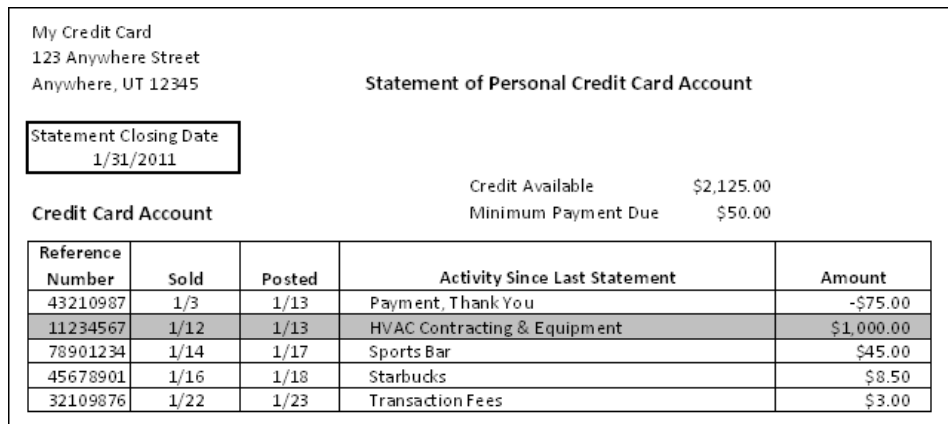 My Credit Card
123 Anywhere Street
Anywhere, UT 12345
Statement of Personal Credit Card Account
Statement Closing Date
1/31/2011
Credit Available $2,125.00
Credit Card Account Minimum Payment Due $50.00
Reference
Number Sold Posted Activity Since Last Statement Amount
43210987 1/3 1/13 Payment, Thank You -$75.00
11234567 1/12 1/13 HVAC Contracting & Equipment $1,000.00
78901234 1/14 1/17 Sports Bar $45.00
45678901 1/16 1/18 Starbucks $8.50
32109876 1/22 1/23 Transaction Fees $3.00